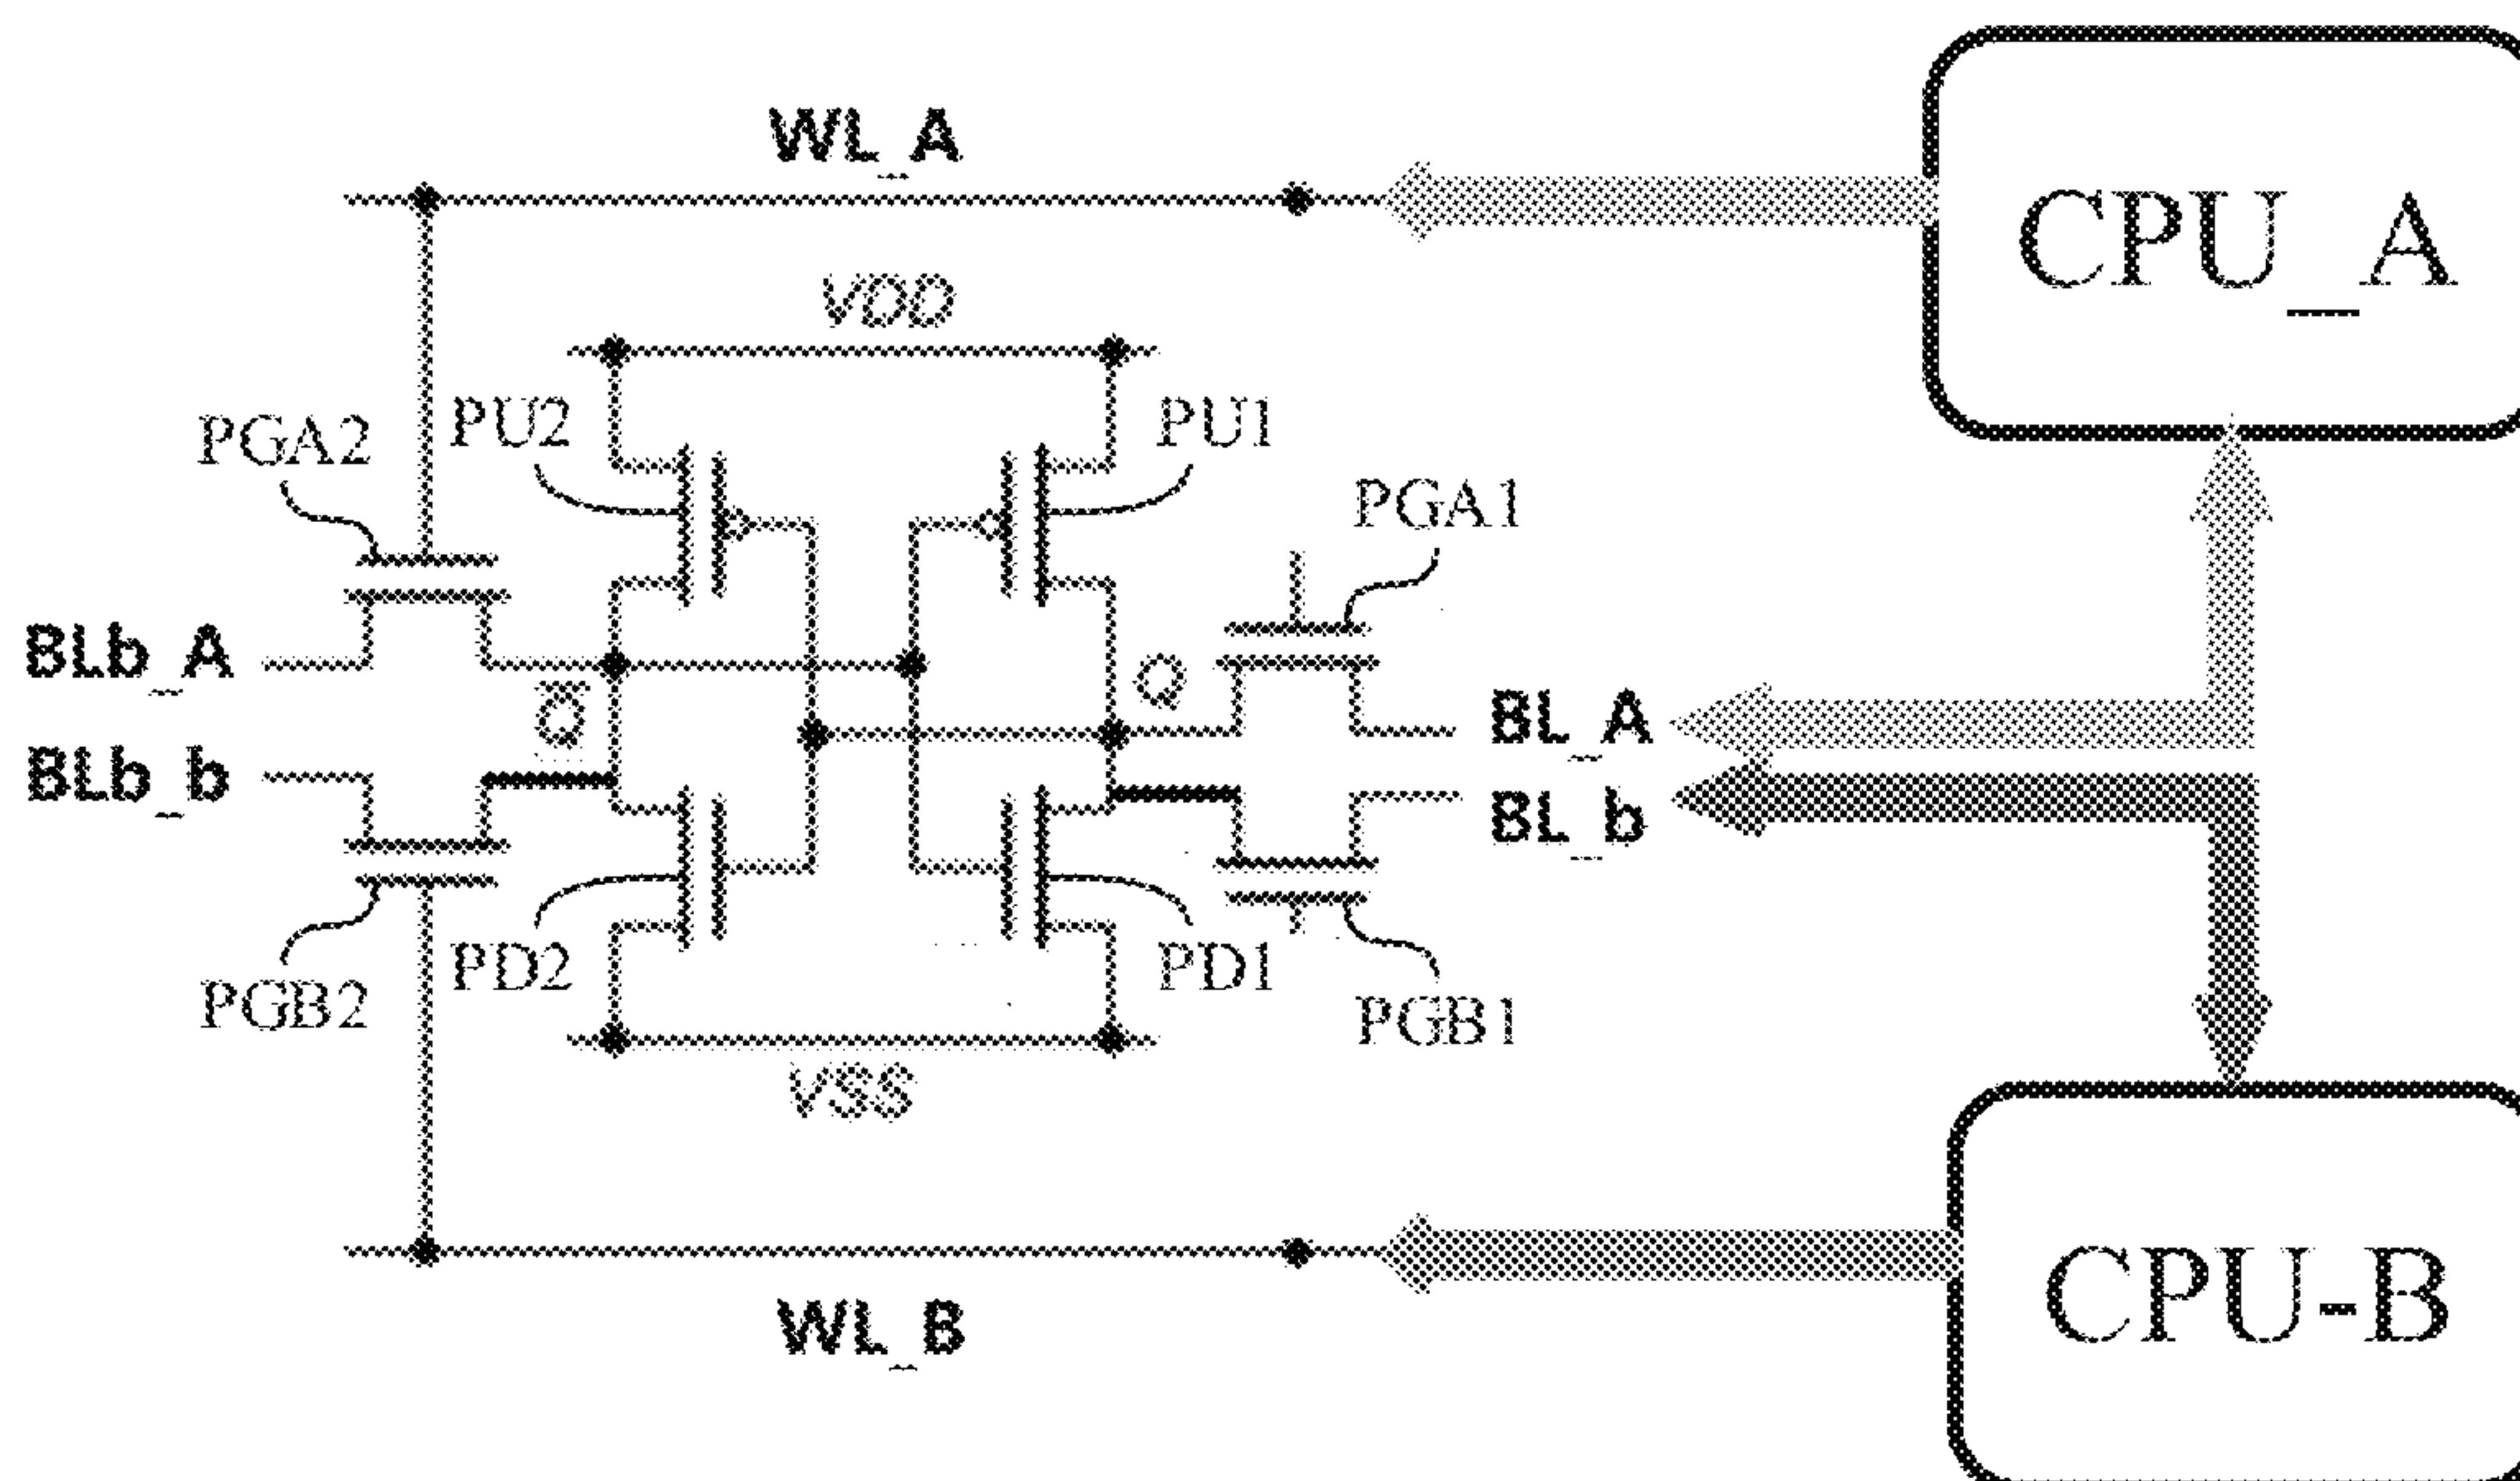 WL_A
CPU_A
VDD
PGA2
PU2
PU1
PGA1
BLb_A
Q
Q
BL_A
BLb_b
BL_b
PGB2
PD2
PD1
PGB1
VSS
WL_B
CPU-B